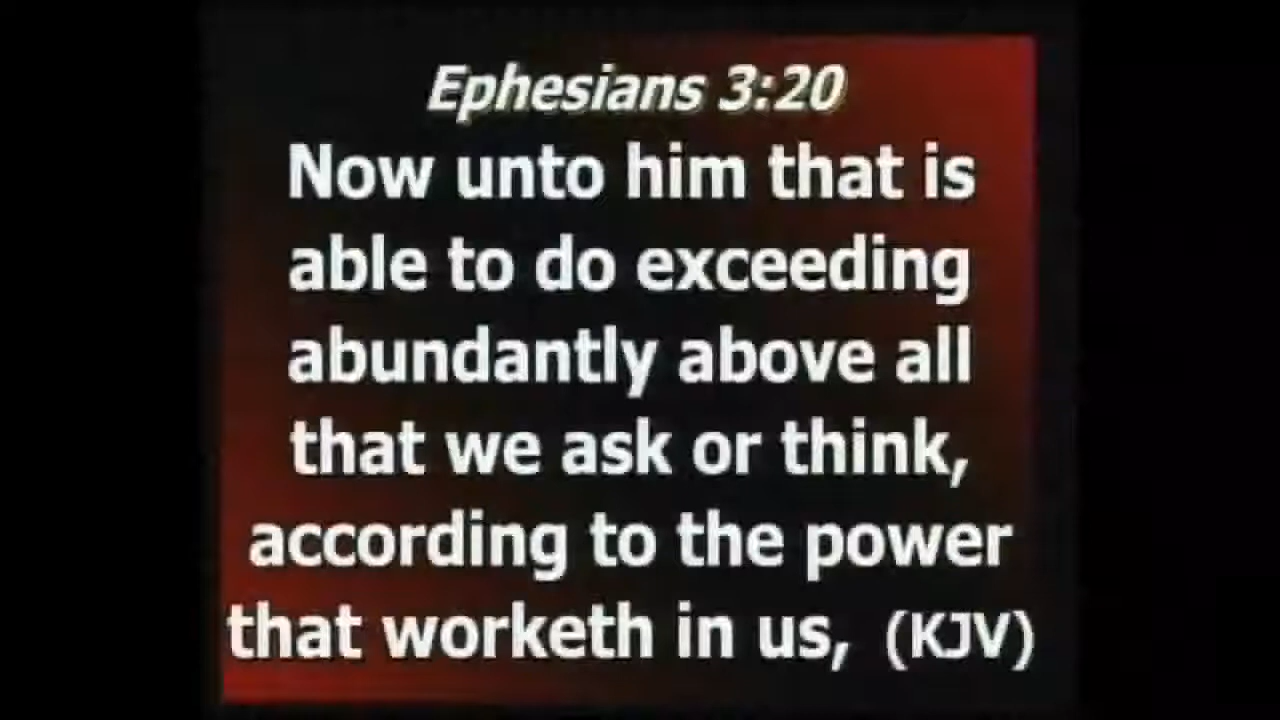 Ephesians 3:20
Now unto him that is
able to do exceeding
abundantly above all
that we ask or think,
according to the power
that worketh in us, (KJV)